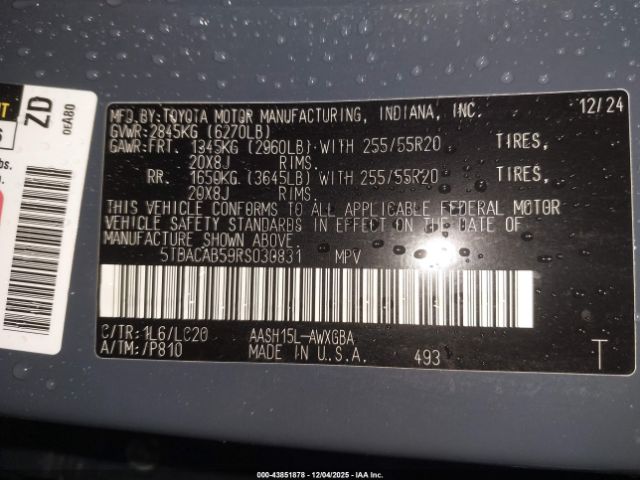 ZD
0EA80
MFD.BY:TOYOTA MOTOR MANUFACTURING, INDIANA, INC. 12/24
GVWR:2845KG (6270LB)
GAWR:FRT. 1345KG (2960LB) WITH 255/55R20 TIRES,
20X8J RIMS.
RR. 1650KG (3645LB) WITH 255/55R20 TIRES,
20X8J RIMS.
THIS VEHICLE CONFORMS TO ALL APPLICABLE FEDERAL MOTOR
VEHICLE SAFETY STANDARDS IN EFFECT ON THE DATE OF
MANUFACTURE SHOWN ABOVE.
5TBACAB59RS030831 MPV
C/TR:1L6/LC20 AASH15L-AWXGBA
A/TM:/P810 MADE IN U.S.A. 493 T
000-43851878 - 12/04/2025 - Copyright IAA, Inc.